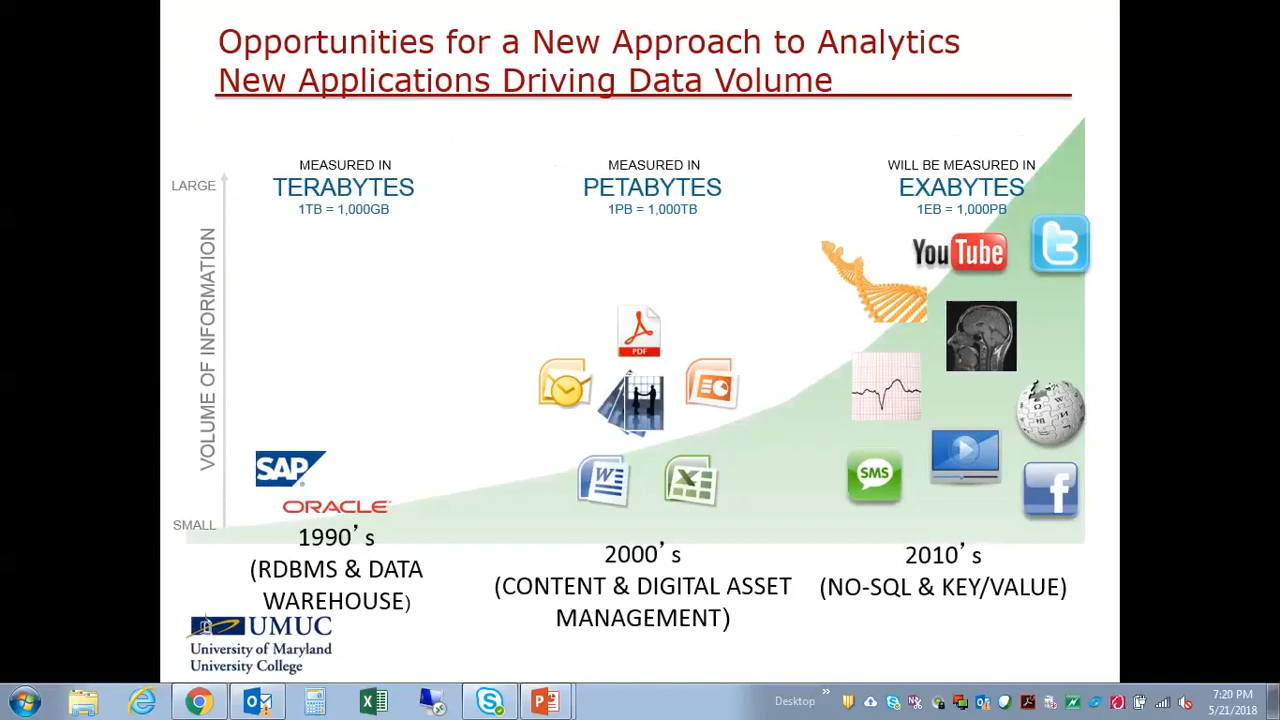 Opportunities for a New Approach to Analytics
New Applications Driving Data Volume
MEASURED IN
TERABYTES
1TB = 1,000GB
MEASURED IN
PETABYTES
1PB = 1,000TB
WILL BE MEASURED IN
EXABYTES
1EB = 1,000PB
LARGE
VOLUME OF INFORMATION
SMALL
YouTube
t
PDF
W
SMS
f
SAP
ORACLE
1990's
(RDBMS & DATA
WAREHOUSE)
2000's
(CONTENT & DIGITAL ASSET
MANAGEMENT)
2010's
(NO-SQL & KEY/VALUE)
UMUC
University of Maryland
University College
Desktop
7:20 PM
5/21/2018